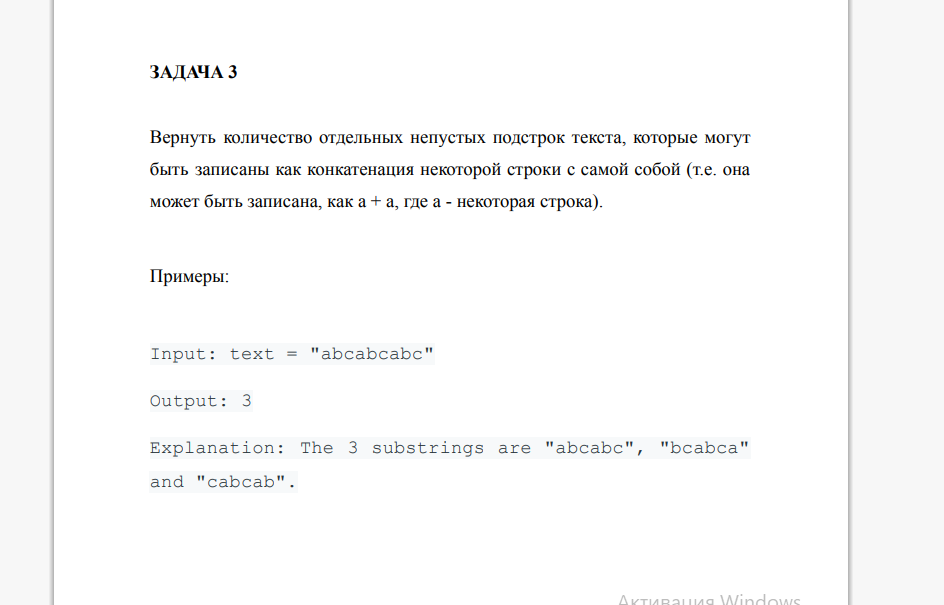 ЗАДАЧА 3
Вернуть количество отдельных непустых подстрок текста, которые могут
быть записаны как конкатенация некоторой строки с самой собой (т.е. она
может быть записана, как a + a, где a - некоторая строка).
Примеры:
Input: text = "abcabcabc"
Output: 3
Explanation: The 3 substrings are "abcabc", "bcabca"
and "cabcab".
Активация Windows